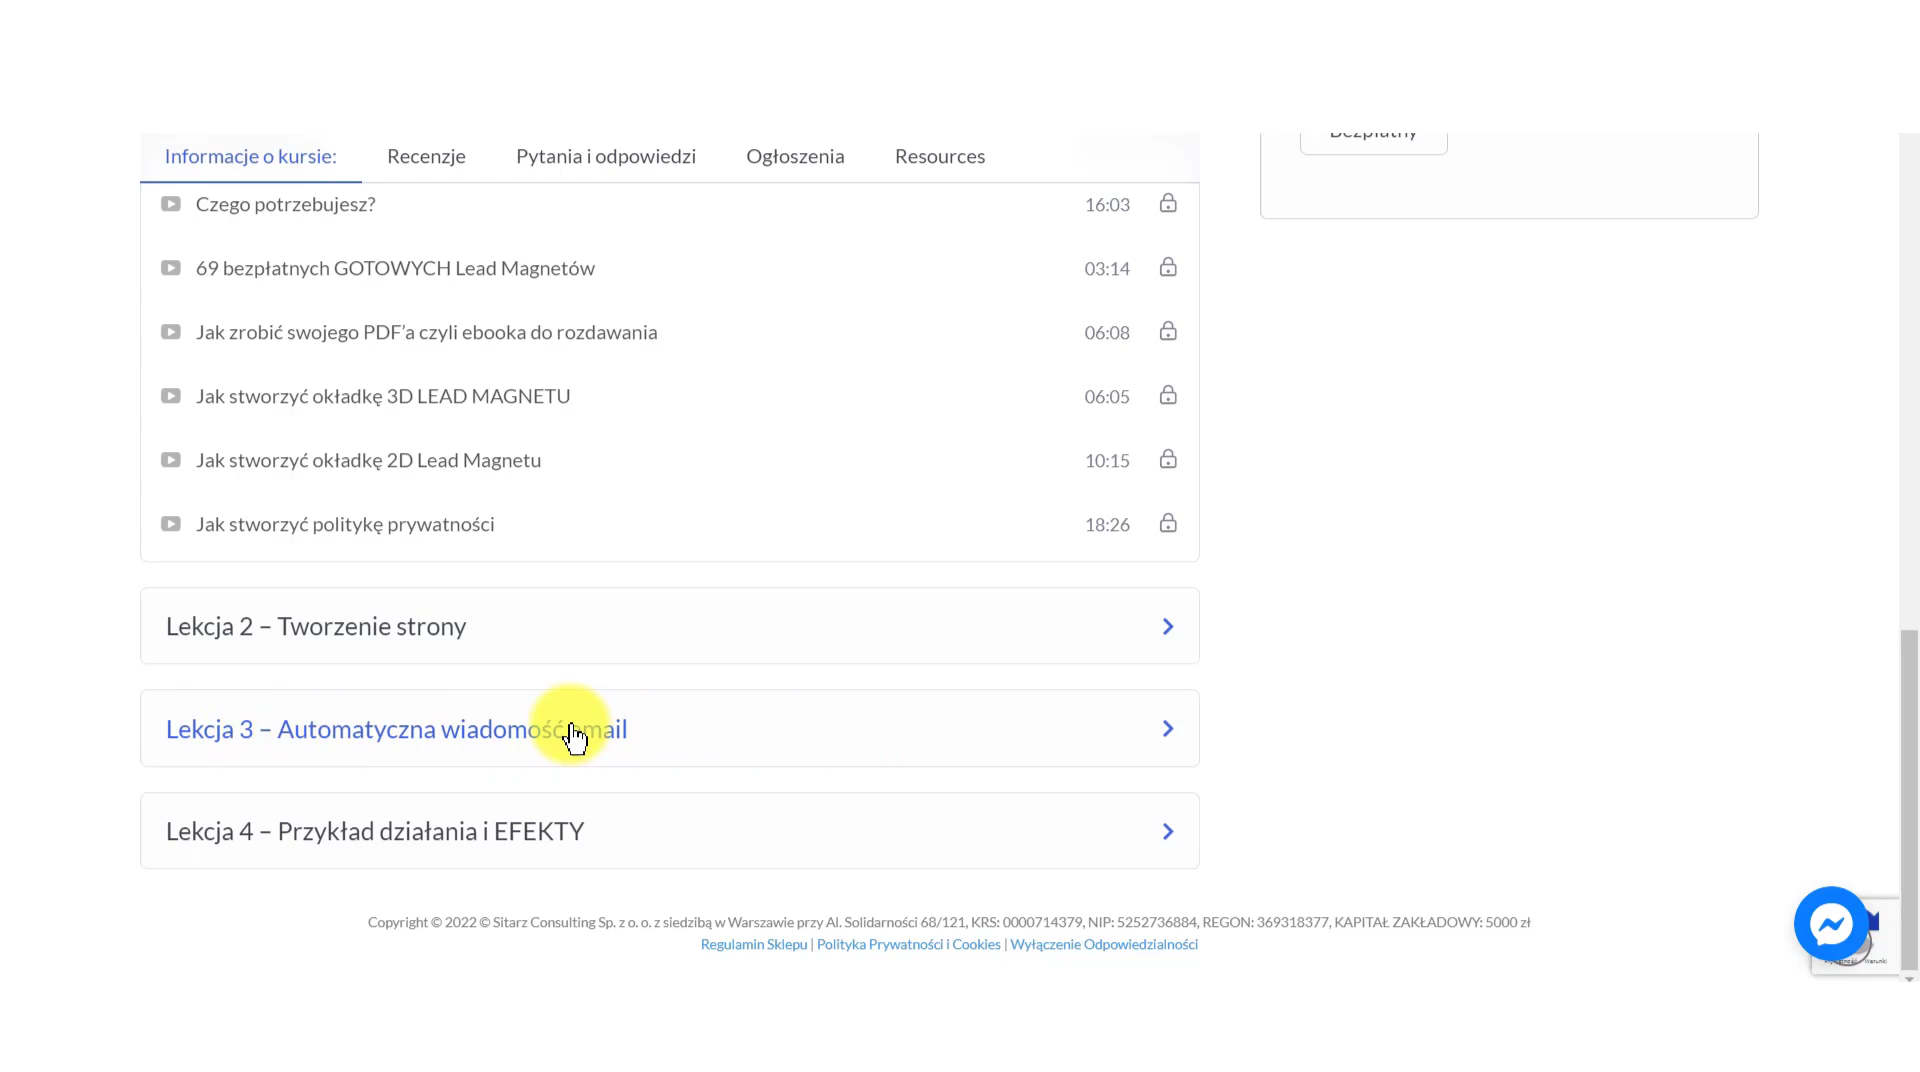 Bezpłatny
Informacje o kursie:
Recenzje
Pytania i odpowiedzi
Ogłoszenia
Resources
Czego potrzebujesz?
16:03
69 bezpłatnych GOTOWYCH Lead Magnetów
03:14
Jak zrobić swojego PDF’a czyli ebooka do rozdawania
06:08
Jak stworzyć okładkę 3D LEAD MAGNETU
06:05
Jak stworzyć okładkę 2D Lead Magnetu
10:15
Jak stworzyć politykę prywatności
18:26
Lekcja 2 – Tworzenie strony
Lekcja 3 – Automatyczna wiadomość email
Lekcja 4 – Przykład działania i EFEKTY
Copyright © 2022 © Sitarz Consulting Sp. z o. o. z siedzibą w Warszawie przy Al. Solidarności 68/121, KRS: 0000714379, NIP: 5252736884, REGON: 369318377, KAPITAŁ ZAKŁADOWY: 5000 zł
Regulamin Sklepu | Polityka Prywatności i Cookies | Wyłączenie Odpowiedzialności